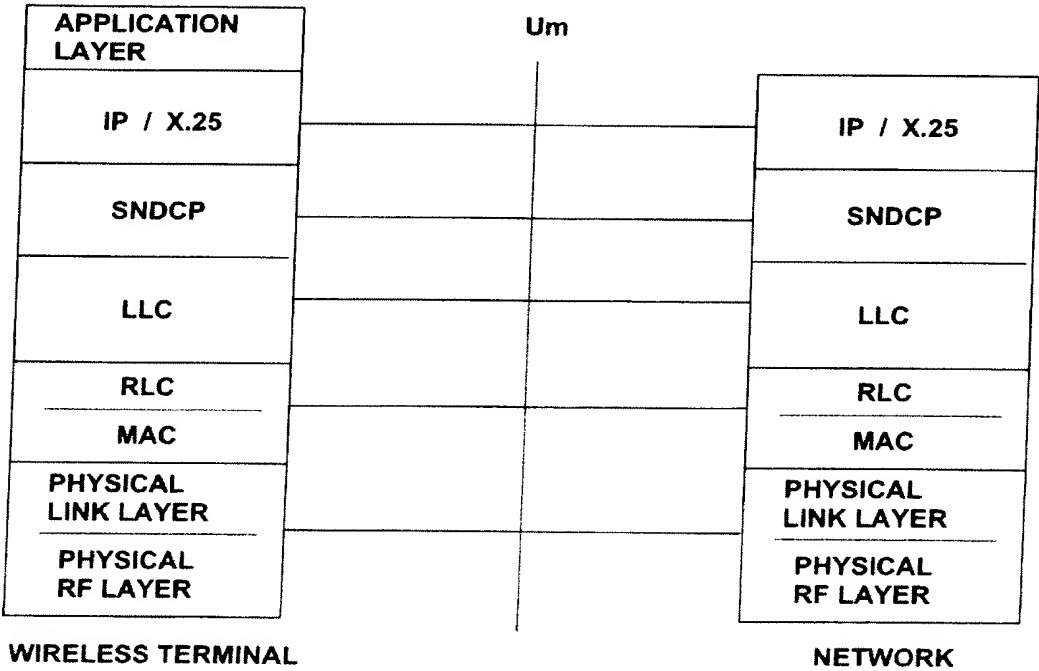 APPLICATION
LAYER
IP / X.25
SNDCP
LLC
RLC
MAC
PHYSICAL
LINK LAYER
PHYSICAL
RF LAYER
WIRELESS TERMINAL
Um
IP / X.25
SNDCP
LLC
RLC
MAC
PHYSICAL
LINK LAYER
PHYSICAL
RF LAYER
NETWORK